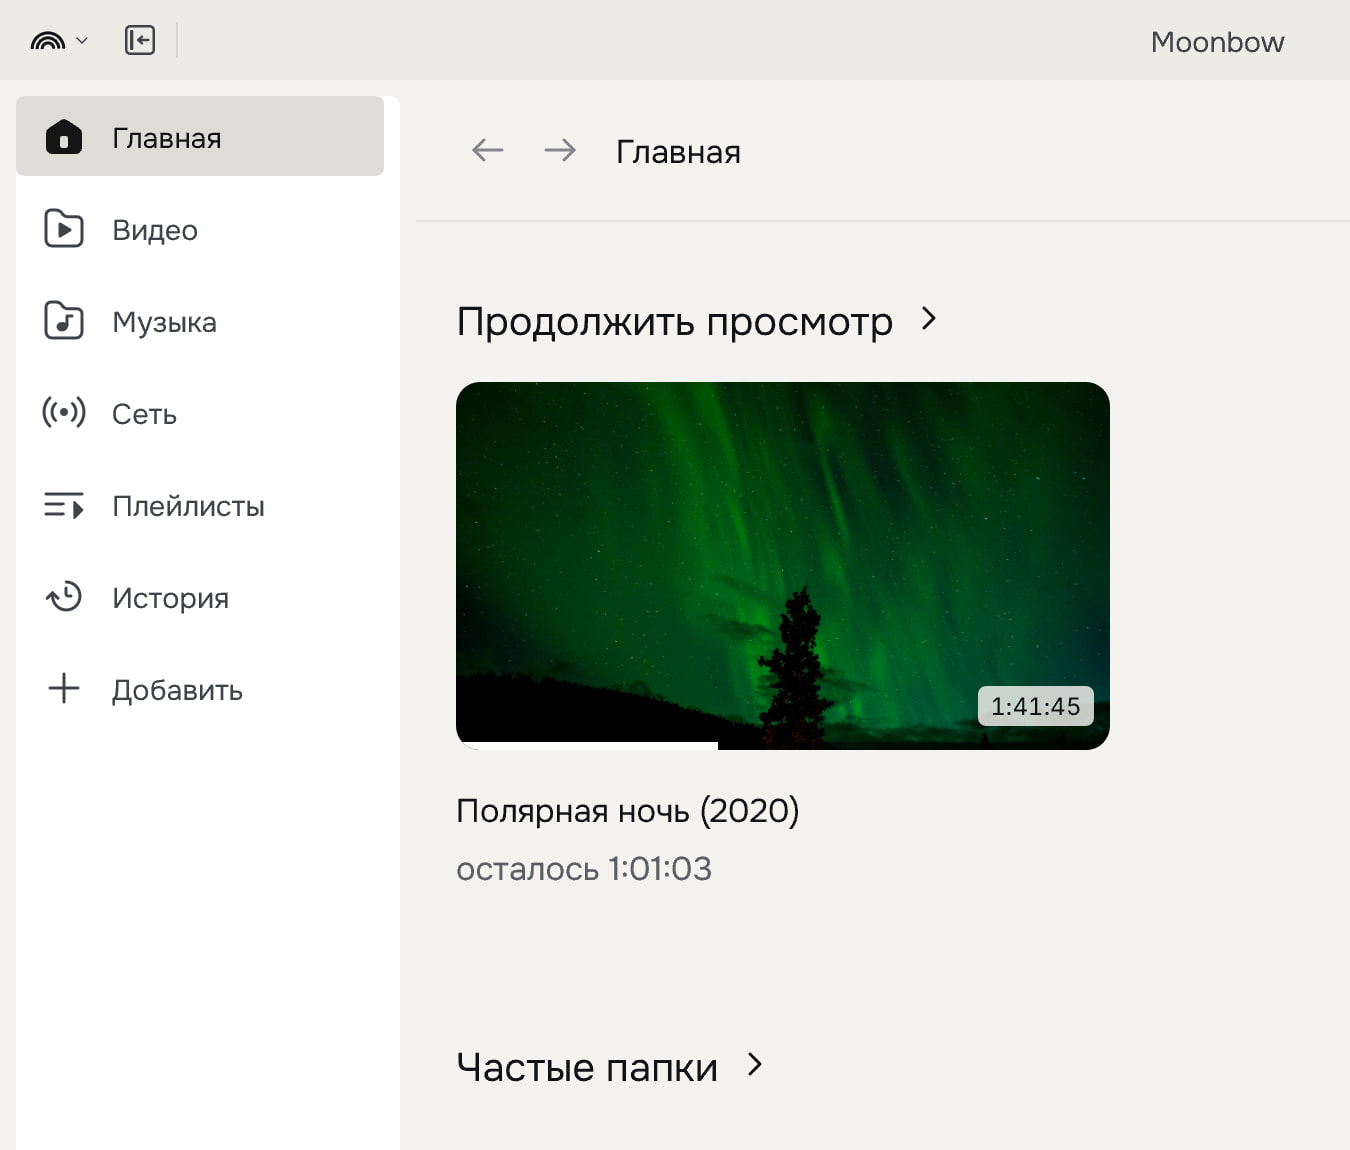 Moonbow
Главная
Видео
Музыка
Сеть
Плейлисты
История
Добавить
Главная
Продолжить просмотр
1:41:45
Полярная ночь (2020)
осталось 1:01:03
Частые папки